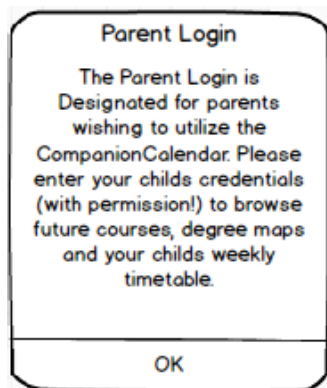 Parent Login
The Parent Login is
Designated for parents
wishing to utilize the
CompanionCalendar. Please
enter your childs credentials
(with permission!) to browse
future courses, degree maps
and your childs weekly
timetable.
OK